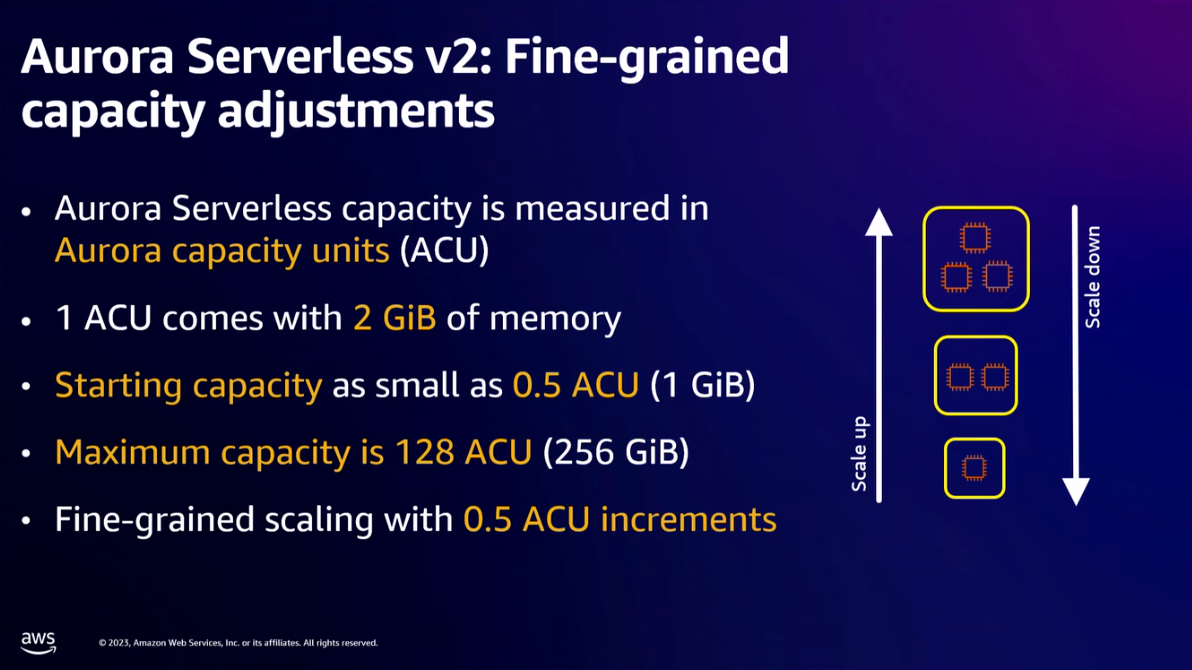 Aurora Serverless v2: Fine-grained
capacity adjustments
• Aurora Serverless capacity is measured in
Aurora capacity units (ACU)
• 1 ACU comes with 2 GiB of memory
• Starting capacity as small as 0.5 ACU (1 GiB)
• Maximum capacity is 128 ACU (256 GiB)
• Fine-grained scaling with 0.5 ACU increments
Scale up
Scale down
aws
© 2023, Amazon Web Services, Inc. or its affiliates. All rights reserved.